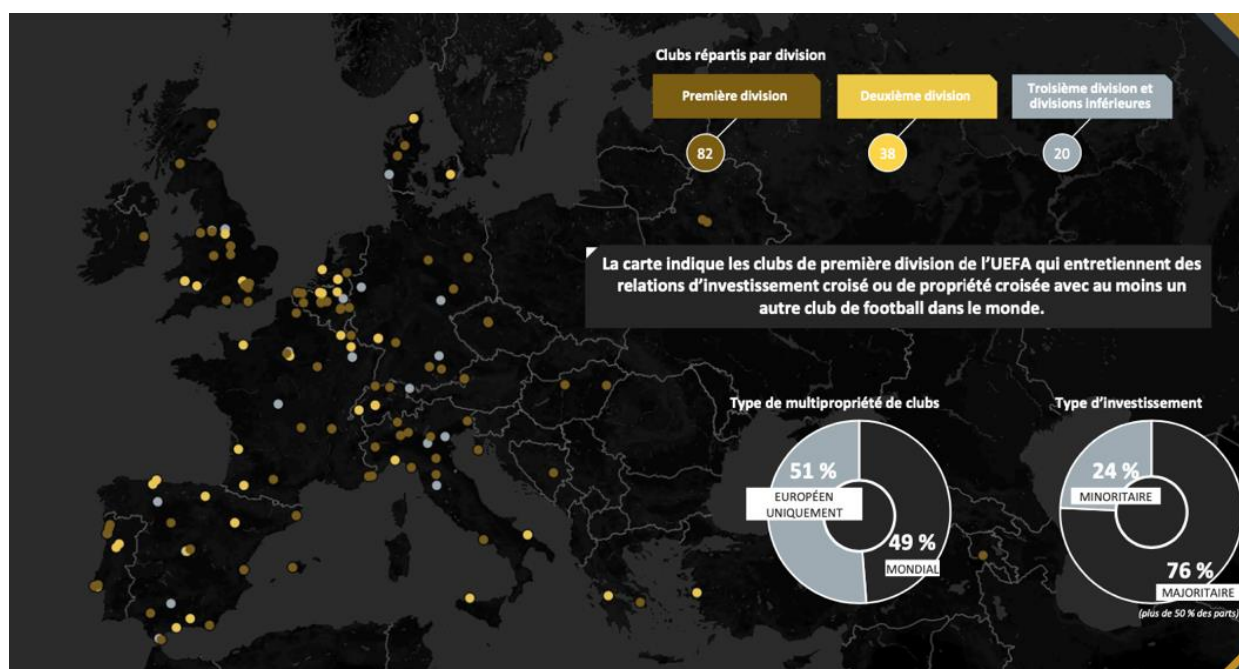 Clubs répartis par division
Première division
Deuxième division
Troisième division et
divisions inférieures
82
38
20
La carte indique les clubs de première division de l’UEFA qui entretiennent des
relations d’investissement croisé ou de propriété croisée avec au moins un
autre club de football dans le monde.
Type de multipropriété de clubs
51 %
EUROPÉEN
UNIQUEMENT
49 %
MONDIAL
Type d’investissement
24 %
MINORITAIRE
76 %
MAJORITAIRE
(plus de 50 % des parts)